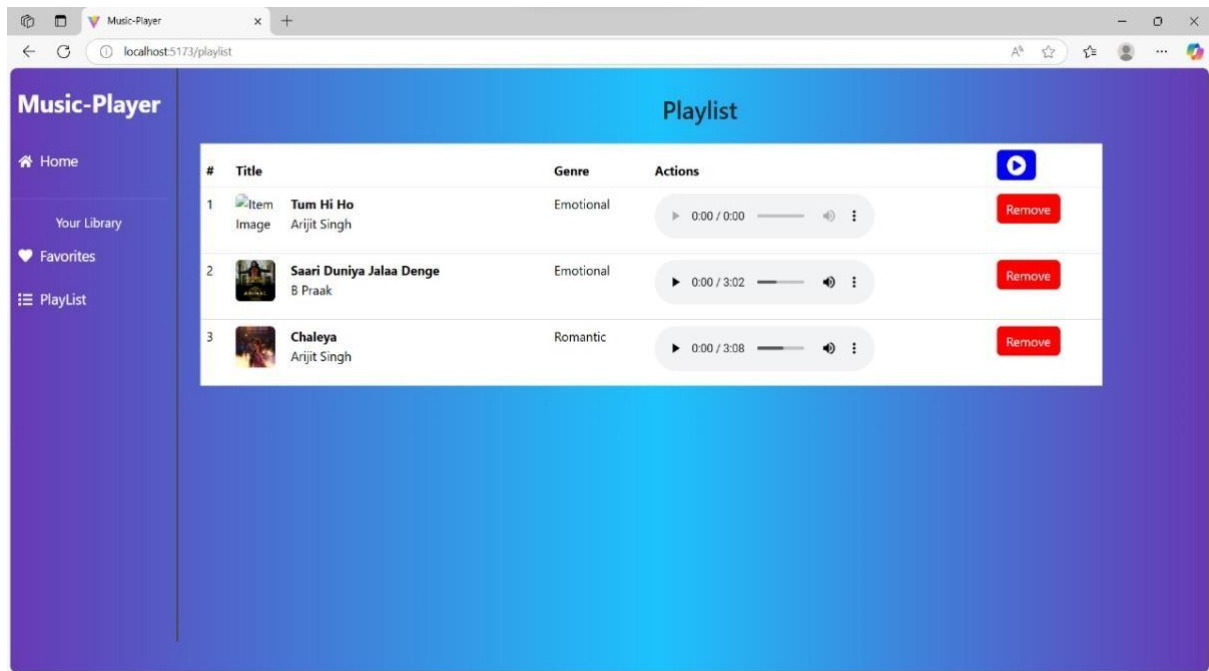 Music-Player
localhost:5173/playlist
Music-Player
Home
Your Library
Favorites
PlayList
Playlist
# Title Genre Actions
1 Item Image Tum Hi Ho Emotional 0:00 / 0:00 Remove
Arijit Singh
2 Saari Duniya Jalaa Denge Emotional 0:00 / 3:02 Remove
B Praak
3 Chaleya Romantic 0:00 / 3:08 Remove
Arijit Singh